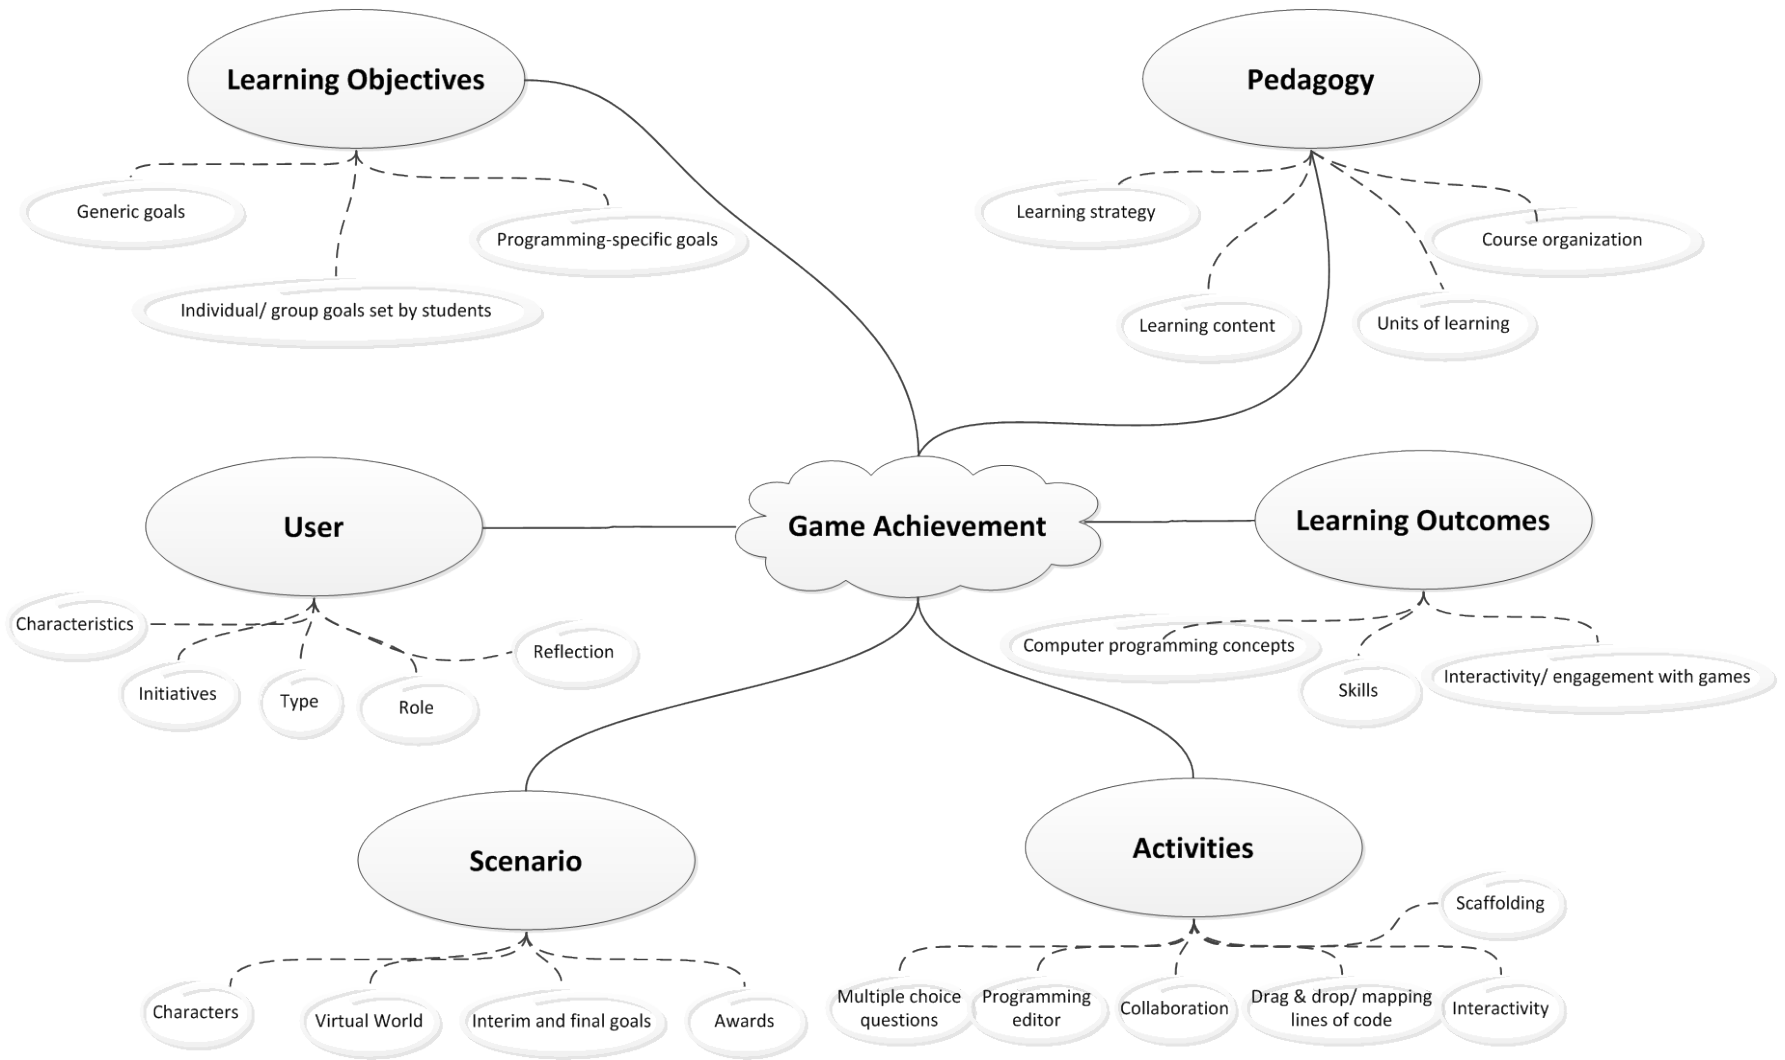 Learning Objectives
Pedagogy
Generic goals
Programming-specific goals
Individual/ group goals set by students
Learning strategy
Course organization
Learning content
Units of learning
User
Game Achievement
Learning Outcomes
Characteristics
Initiatives
Type
Role
Reflection
Computer programming concepts
Skills
Interactivity/ engagement with games
Scenario
Activities
Characters
Virtual World
Interim and final goals
Awards
Scaffolding
Multiple choice
questions
Programming
editor
Collaboration
Drag & drop/ mapping
lines of code
Interactivity